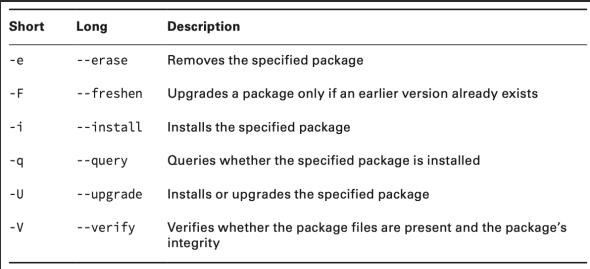 Short Long Description
-e --erase Removes the specified package
-F --freshen Upgrades a package only if an earlier version already exists
-i --install Installs the specified package
-q --query Queries whether the specified package is installed
-U --upgrade Installs or upgrades the specified package
-V --verify Verifies whether the package files are present and the package’s
integrity